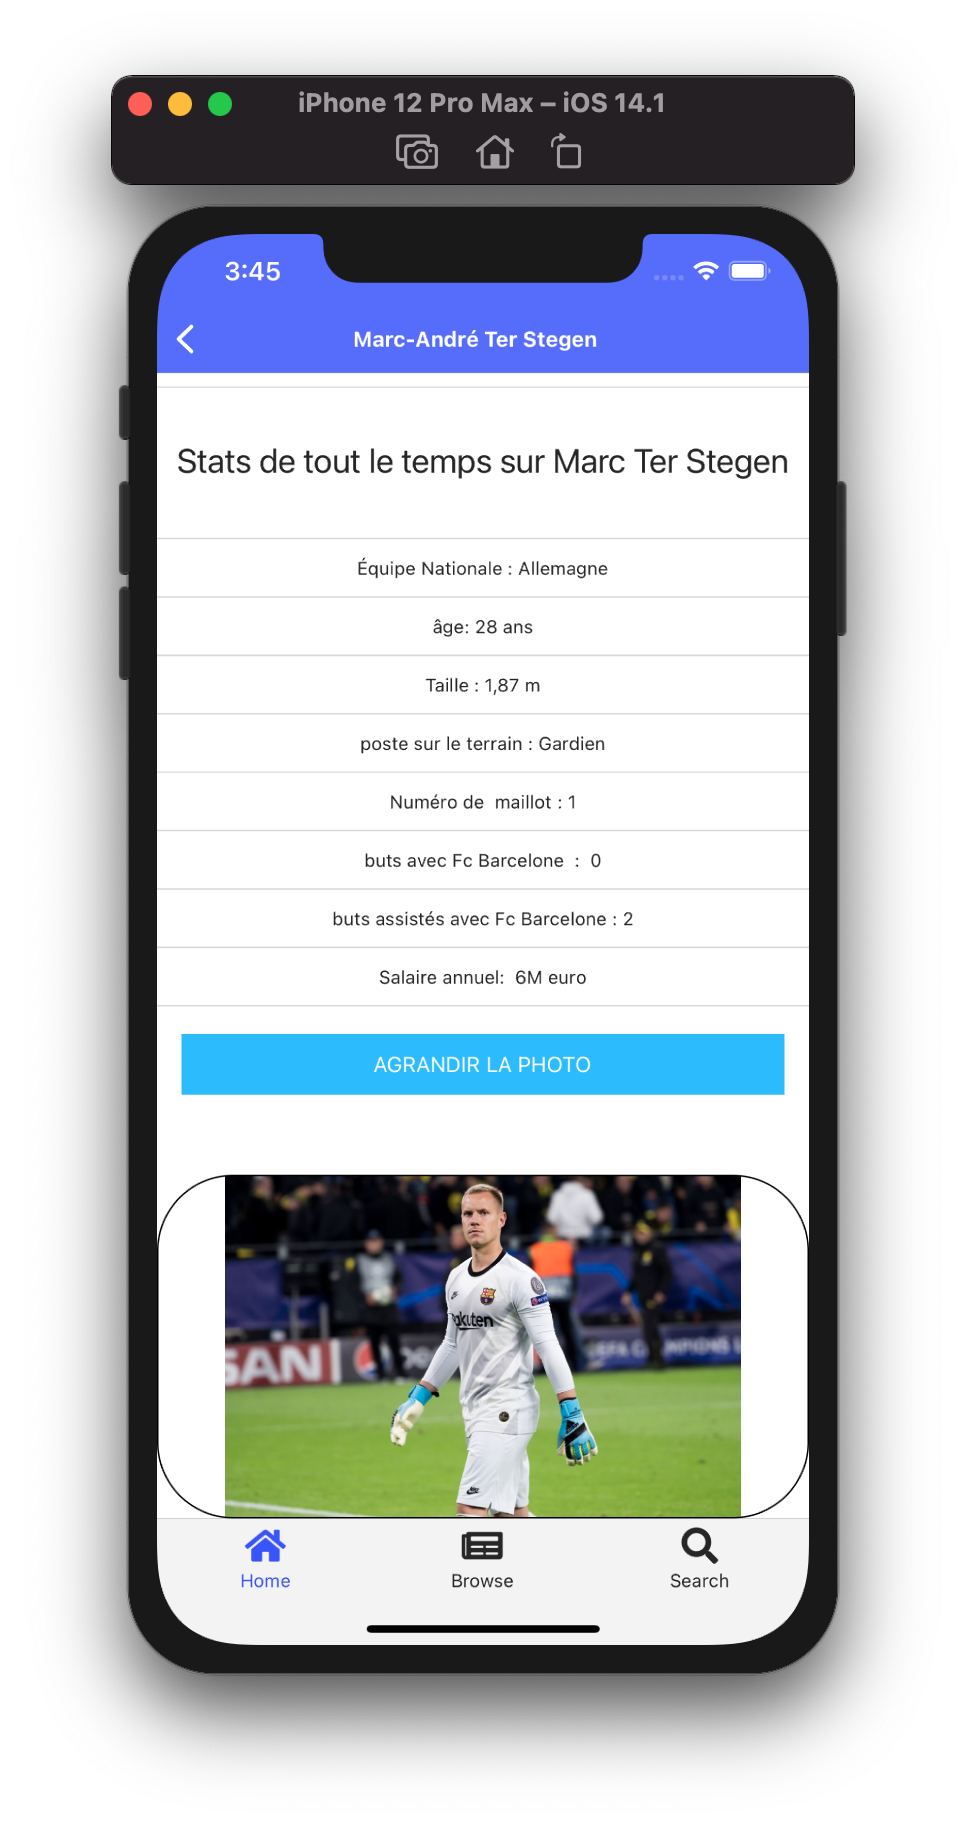 iPhone 12 Pro Max – iOS 14.1
3:45
Marc-André Ter Stegen
Stats de tout le temps sur Marc Ter Stegen
Équipe Nationale : Allemagne
âge: 28 ans
Taille : 1,87 m
poste sur le terrain : Gardien
Numéro de  maillot : 1
buts avec Fc Barcelone  :  0
buts assistés avec Fc Barcelone : 2
Salaire annuel:  6M euro
AGRANDIR LA PHOTO
SAN
Home
Browse
Search